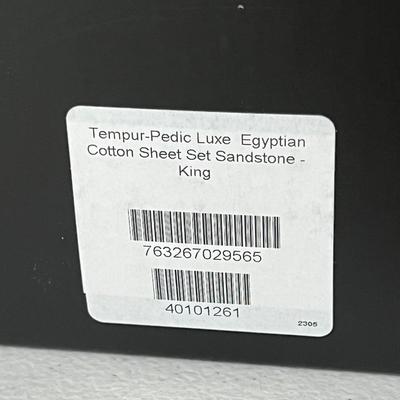 Tempur-Pedic Luxe  Egyptian
Cotton Sheet Set Sandstone -
King
763267029565
40101261
2305